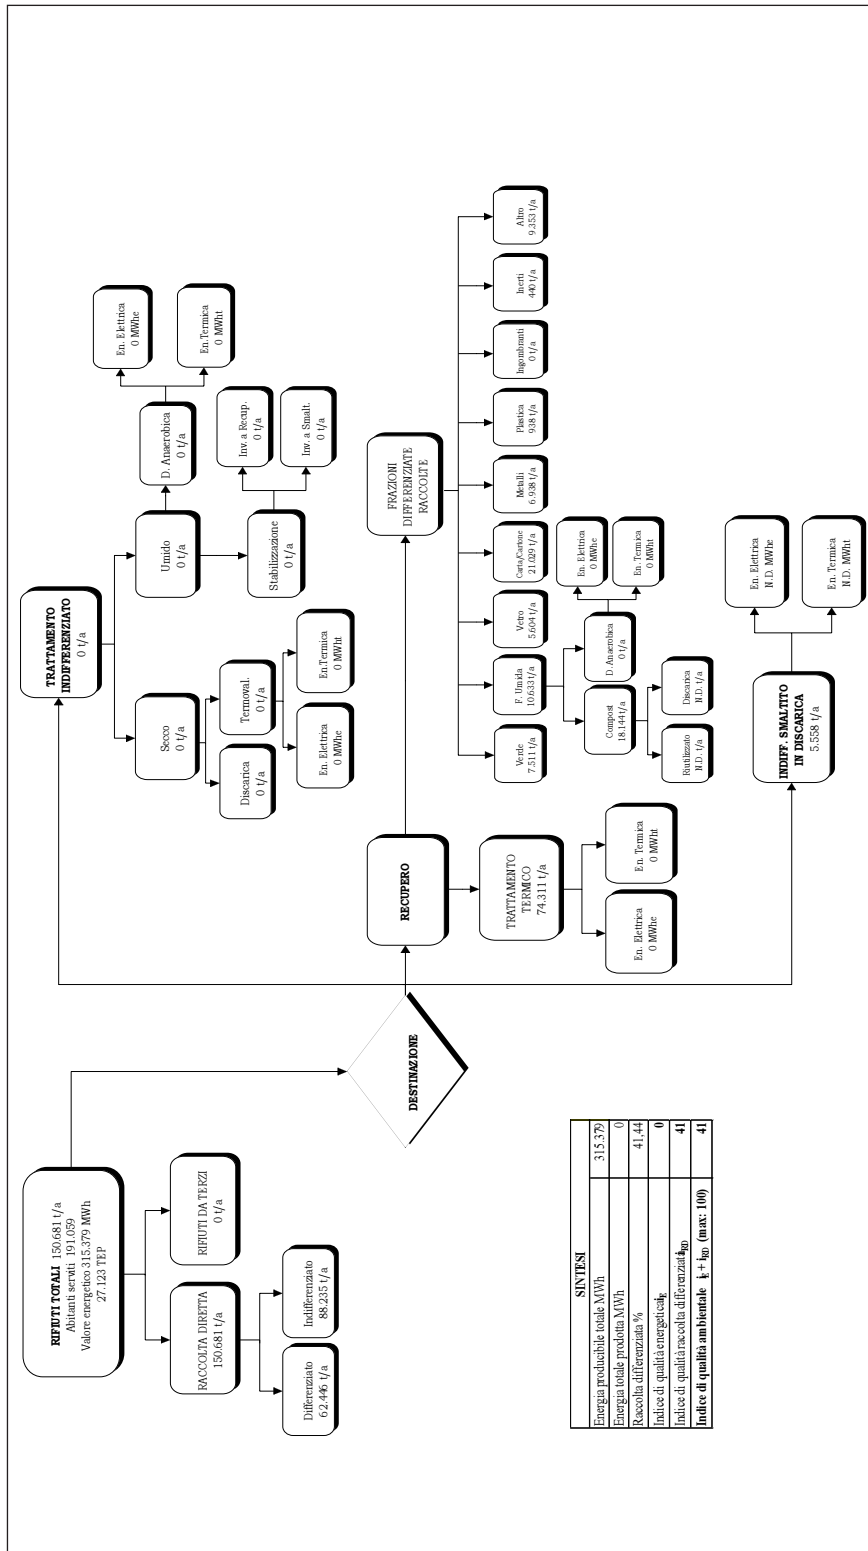 RIFIUTI TOTALI 150.681 t/a
Abitanti serviti 191.059
Valore energetico 315.379 MWh
27.123 TEP
RACCOLTA DIRETTA
150.681 t/a
RIFIUTI DA TERZI
0 t/a
Differenziato
62.446 t/a
Indifferenziato
88.235 t/a
DESTINAZIONE
TRATTAMENTO
INDIFFERENZIATO
0 t/a
Secco
0 t/a
Umido
0 t/a
Discarica
0 t/a
Termoval.
0 t/a
En. Elettrica
0 MWhe
En.Termica
0 MWht
D. Anaerobica
0 t/a
Stabilizzazione
0 t/a
En. Elettrica
0 MWhe
En.Termica
0 MWht
Inv. a Recup.
0 t/a
Inv. a Smalt.
0 t/a
RECUPERO
TRATTAMENTO
TERMICO
74.311 t/a
En. Elettrica
0 MWhe
En. Termica
0 MWht
FRAZIONI
DIFFERENZIATE
RACCOLTE
Verde
7.511 t/a
F. Umida
10.633 t/a
Vetro
5.604 t/a
Carta/Cartone
21.029 t/a
Metalli
6.938 t/a
Plastica
938 t/a
Ingombranti
0 t/a
Inerti
440 t/a
Altro
9.353 t/a
Compost
18.144 t/a
D. Anaerobica
0 t/a
Riutilizzato
N.D. t/a
Discarica
N.D. t/a
En. Elettrica
0 MWhe
En. Termica
0 MWht
INDIFF. SMALTITO
IN DISCARICA
5.558 t/a
En. Elettrica
N.D. MWhe
En. Termica
N.D. MWht
SINTESI
Energia producibile totale MWh 315.379
Energia totale prodotta MWh 0
Raccolta differenziata % 41,44
Indice di qualità energetica iE 0
Indice di qualità raccolta differenziata iRD 41
Indice di qualità ambientale iE + iRD (max: 100) 41